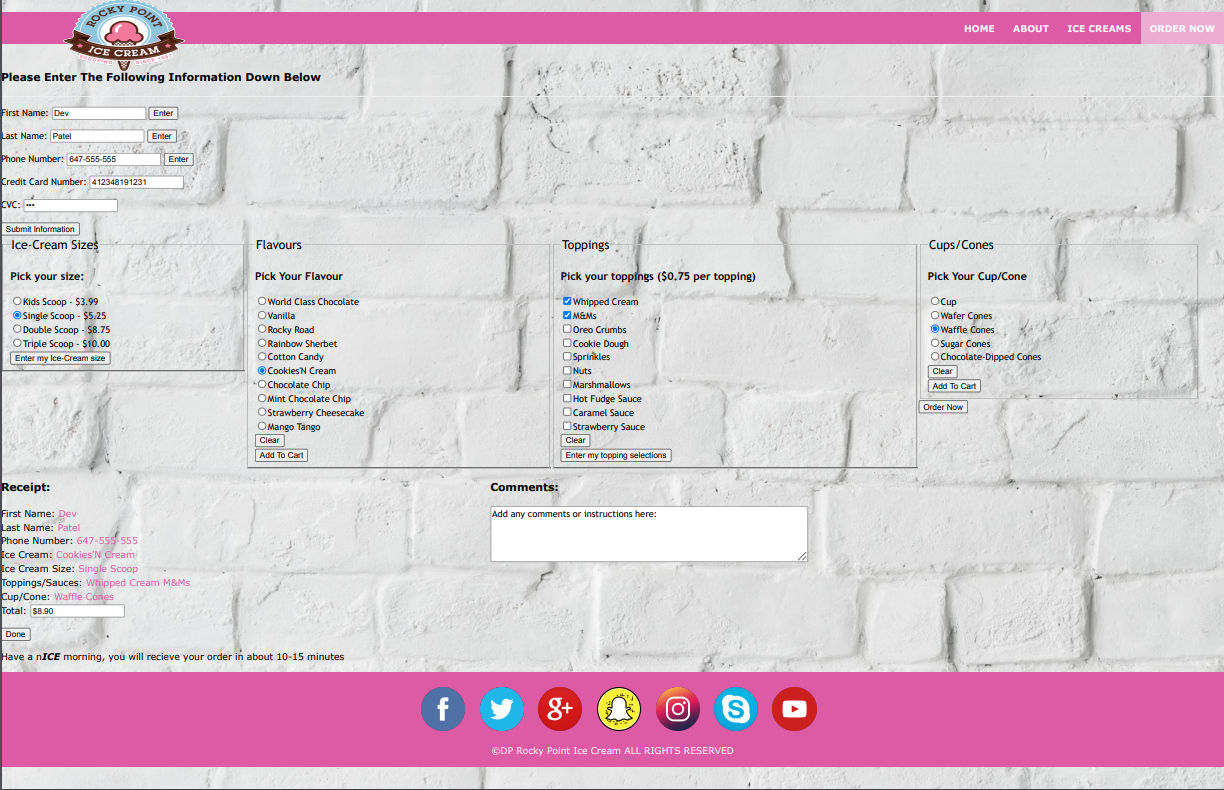 ROCKY POINT
ICE CREAM
SCOOPING SINCE 1997
HOME ABOUT ICE CREAMS ORDER NOW
Please Enter The Following Information Down Below
First Name: Dev Enter
Last Name: Patel Enter
Phone Number: 647-555-555 Enter
Credit Card Number: 412348191231
CVC: •••
Submit Information
Ice-Cream Sizes
Pick your size:
Kids Scoop - $3.99
Single Scoop - $5.25
Double Scoop - $8.75
Triple Scoop - $10.00
Enter my Ice-Cream size
Flavours
Pick Your Flavour
World Class Chocolate
Vanilla
Rocky Road
Rainbow Sherbet
Cotton Candy
Cookies'N Cream
Chocolate Chip
Mint Chocolate Chip
Strawberry Cheesecake
Mango Tango
Clear
Add To Cart
Toppings
Pick your toppings ($0.75 per topping)
Whipped Cream
M&Ms
Oreo Crumbs
Cookie Dough
Sprinkles
Nuts
Marshmallows
Hot Fudge Sauce
Caramel Sauce
Strawberry Sauce
Clear
Enter my topping selections
Cups/Cones
Pick Your Cup/Cone
Cup
Wafer Cones
Waffle Cones
Sugar Cones
Chocolate-Dipped Cones
Clear
Add To Cart
Order Now
Receipt:
First Name: Dev
Last Name: Patel
Phone Number: 647-555-555
Ice Cream: Cookies'N Cream
Ice Cream Size: Single Scoop
Toppings/Sauces: Whipped Cream M&Ms
Cup/Cone: Waffle Cones
Total: $8.90
Done
Have a nICE morning, you will recieve your order in about 10-15 minutes
Comments:
Add any comments or instructions here:
©DP Rocky Point Ice Cream ALL RIGHTS RESERVED